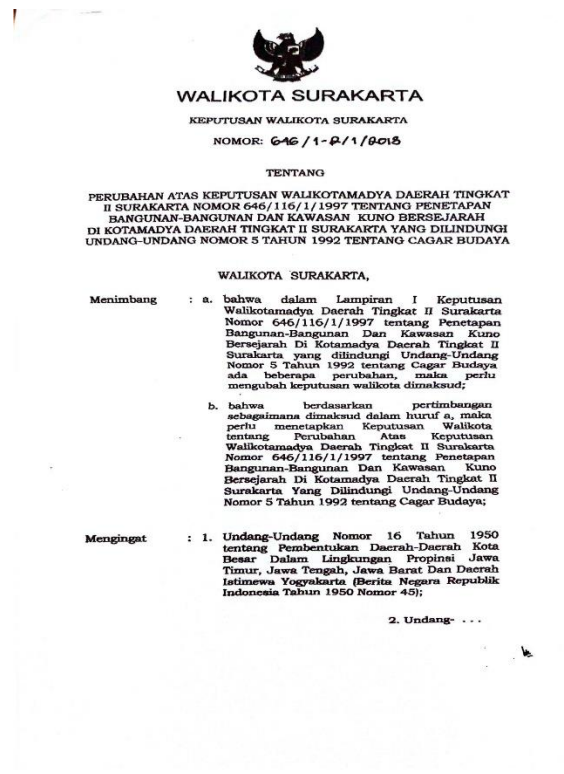 WALIKOTA SURAKARTA
KEPUTUSAN WALIKOTA SURAKARTA
NOMOR: 646/1-R/1/2013
TENTANG
PERUBAHAN ATAS KEPUTUSAN WALIKOTAMADYA DAERAH TINGKAT
II SURAKARTA NOMOR 646/116/1/1997 TENTANG PENETAPAN
BANGUNAN-BANGUNAN DAN KAWASAN KUNO BERSEJARAH
DI KOTAMADYA DAERAH TINGKAT II SURAKARTA YANG DILINDUNGI
UNDANG-UNDANG NOMOR 5 TAHUN 1992 TENTANG CAGAR BUDAYA
WALIKOTA SURAKARTA,
Menimbang : a. bahwa dalam Lampiran I Keputusan
Walikotamadya Daerah Tingkat II Surakarta
Nomor 646/116/1/1997 tentang Penetapan
Bangunan-Bangunan Dan Kawasan Kuno
Bersejarah Di Kotamadya Daerah Tingkat II
Surakarta yang dilindungi Undang-Undang
Nomor 5 Tahun 1992 tentang Cagar Budaya
ada beberapa perubahan, maka perlu
mengubah keputusan walikota dimaksud;
b. bahwa berdasarkan pertimbangan
sebagaimana dimaksud dalam huruf a, maka
perlu menetapkan Keputusan Walikota
tentang Perubahan Atas Keputusan
Walikotamadya Daerah Tingkat II Surakarta
Nomor 646/116/1/1997 tentang Penetapan
Bangunan-Bangunan Dan Kawasan Kuno
Bersejarah Di Kotamadya Daerah Tingkat II
Surakarta Yang Dilindungi Undang-Undang
Nomor 5 Tahun 1992 tentang Cagar Budaya;
Mengingat : 1. Undang-Undang Nomor 16 Tahun 1950
tentang Pembentukan Daerah-Daerah Kota
Besar Dalam Lingkungan Propinsi Jawa
Timur, Jawa Tengah, Jawa Barat Dan Daerah
Istimewa Yogyakarta (Berita Negara Republik
Indonesia Tahun 1950 Nomor 45);
2. Undang- ...